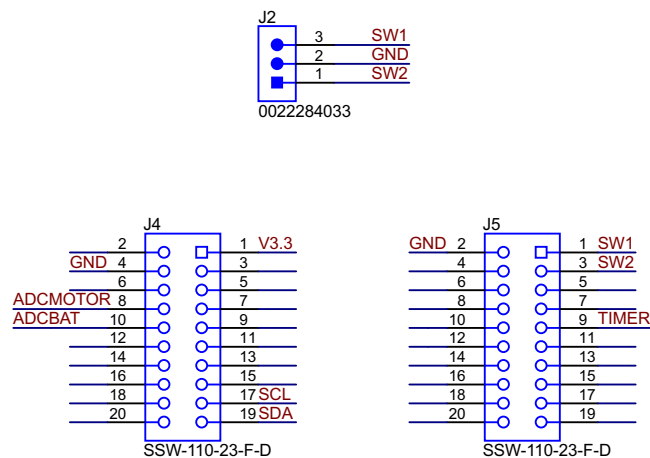 J2
3 SW1
2 GND
1 SW2
0022284033
J4
2 1 V3.3
GND 4 3
6 5
ADCMOTOR 8 7
ADCBAT 10 9
12 11
14 13
16 15
18 17 SCL
20 19 SDA
SSW-110-23-F-D
J5
GND 2 1 SW1
4 3 SW2
6 5
8 7
10 9 TIMER
12 11
14 13
16 15
18 17
20 19
SSW-110-23-F-D